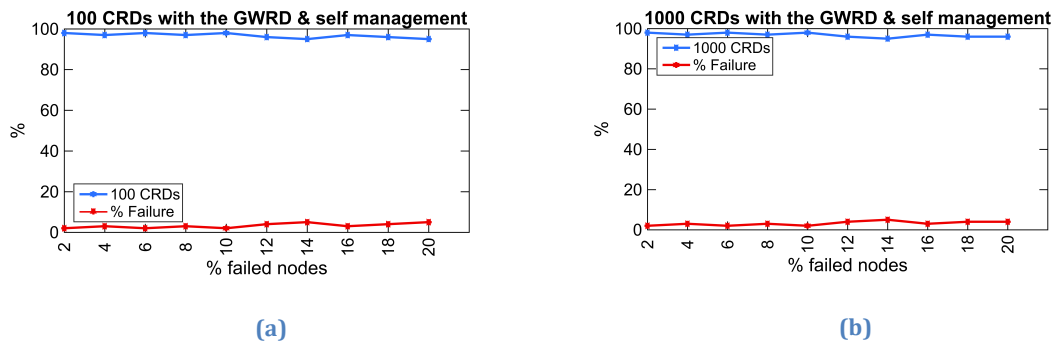 100 CRDs with the GWRD & self management
100
80
60
40
20
0
%
100 CRDs
% Failure
2 4 6 8 10 12 14 16 18 20
% failed nodes
(a)
1000 CRDs with the GWRD & self management
100
80
60
40
20
0
%
1000 CRDs
% Failure
2 4 6 8 10 12 14 16 18 20
% failed nodes
(b)